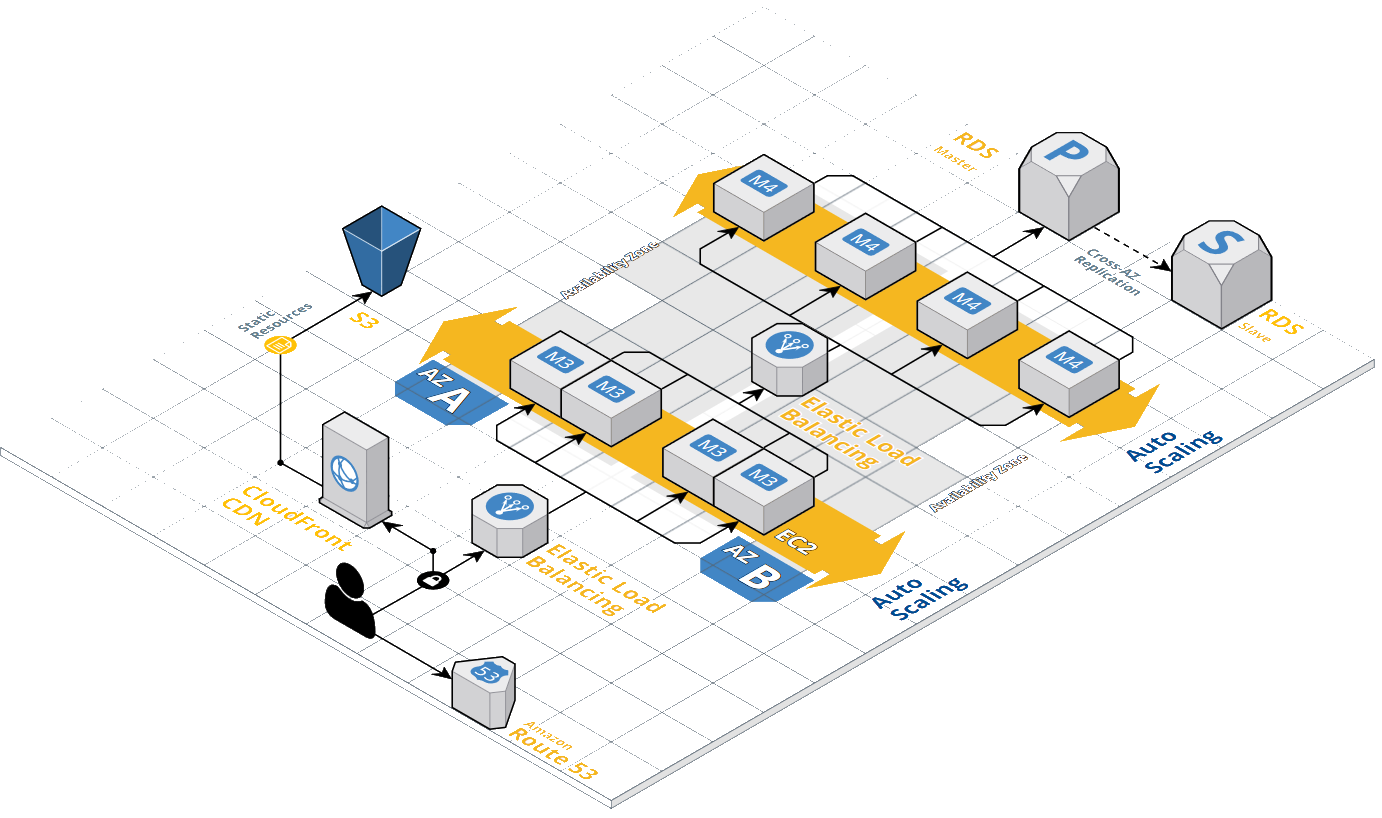 RDS
Master
P
M4
M4
M4
M4
S
Cross-AZ
Replication
RDS
Slave
Availability Zone
Static
Resources
S3
M3
M3
M3
M3
AZ A
Elastic Load
Balancing
Auto
Scaling
Availability Zone
CloudFront
CDN
EC2
AZ B
Elastic Load
Balancing
Auto
Scaling
53
Amazon
Route 53